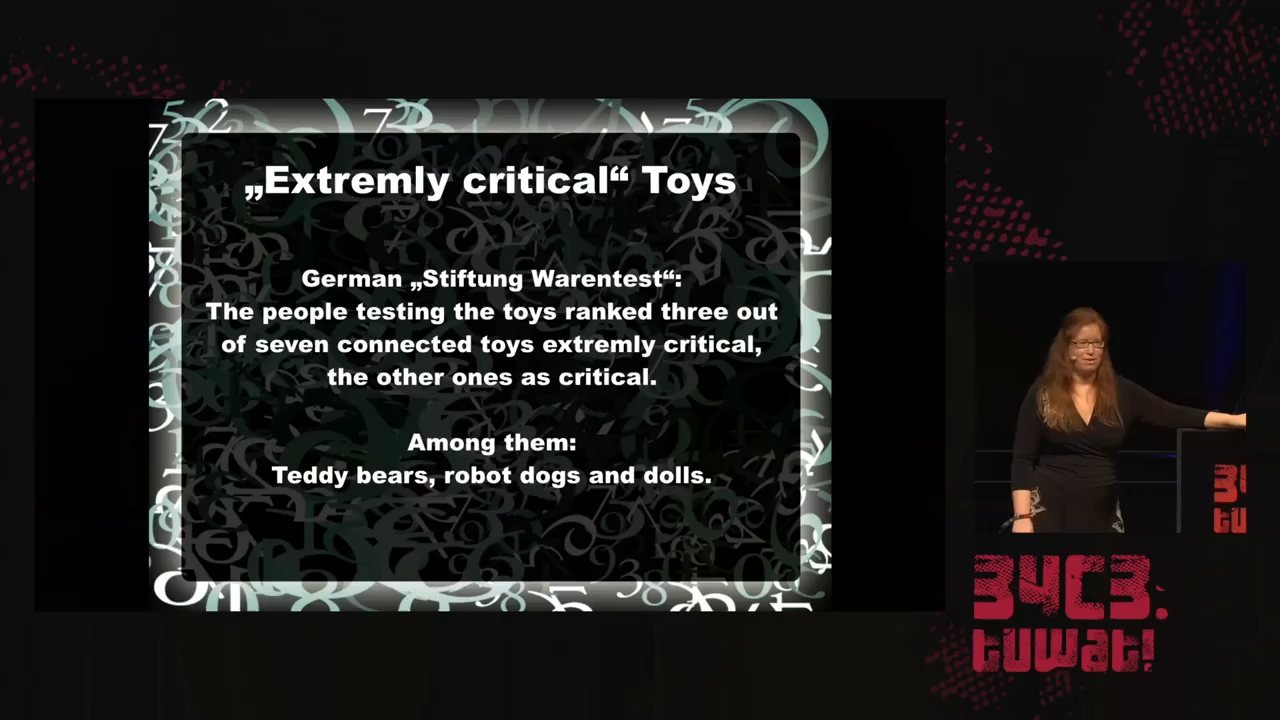 „Extremly critical“ Toys
German „Stiftung Warentest“:
The people testing the toys ranked three out
of seven connected toys extremly critical,
the other ones as critical.
Among them:
Teddy bears, robot dogs and dolls.
34C3.
tuwat!